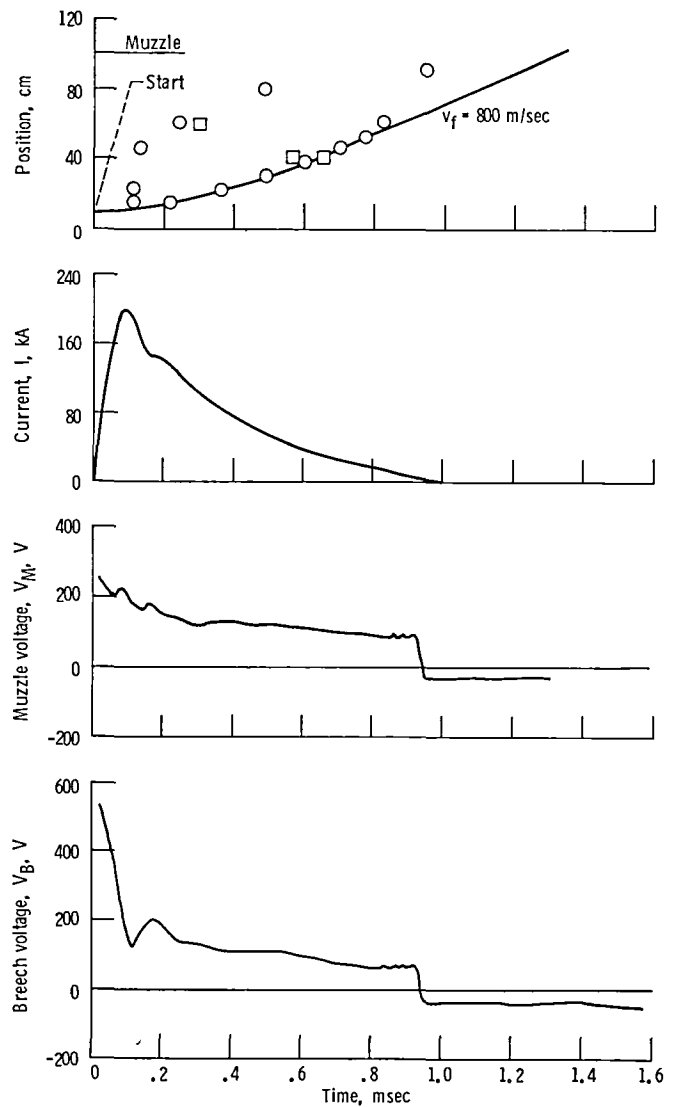 120
Muzzle
Start
80
Position, cm
v_f = 800 m/sec
40
0
240
160
Current, I, kA
80
0
400
200
Muzzle voltage, V_M, V
0
-200
600
400
Breech voltage, V_B, V
200
0
-200
0 .2 .4 .6 .8 1.0 1.2 1.4 1.6
Time, msec